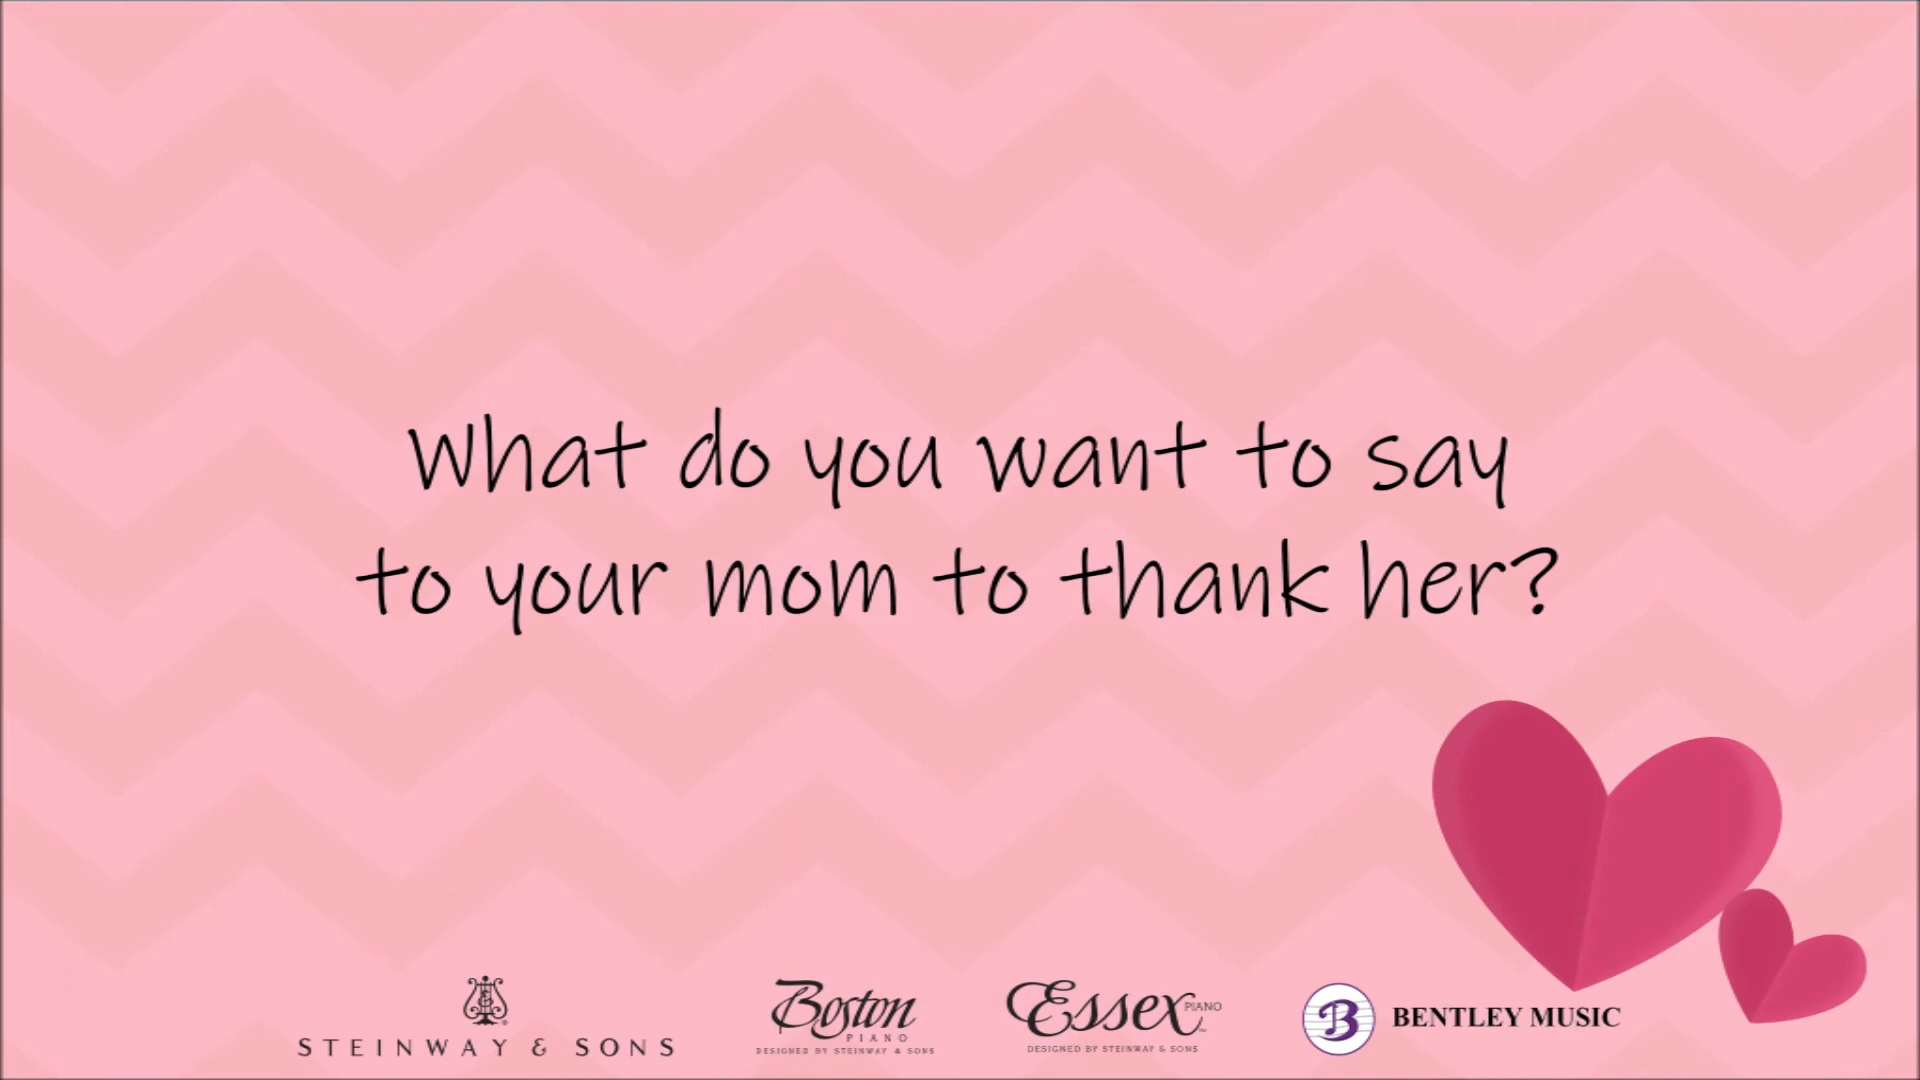 What do you want to say
to your mom to thank her?
STEINWAY & SONS
Boston
PIANO
DESIGNED BY STEINWAY & SONS
Essex PIANO
DESIGNED BY STEINWAY & SONS
B BENTLEY MUSIC